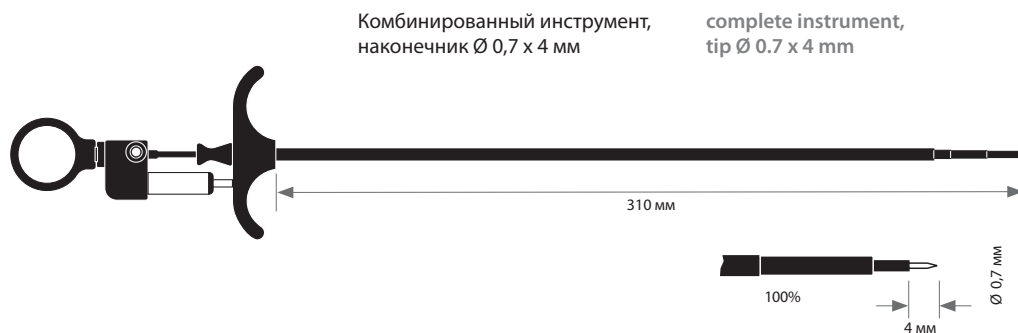 Комбинированный инструмент,
наконечник Ø 0,7 x 4 мм
complete instrument,
tip Ø 0.7 x 4 mm
310 мм
100%
4 мм
Ø 0,7 мм